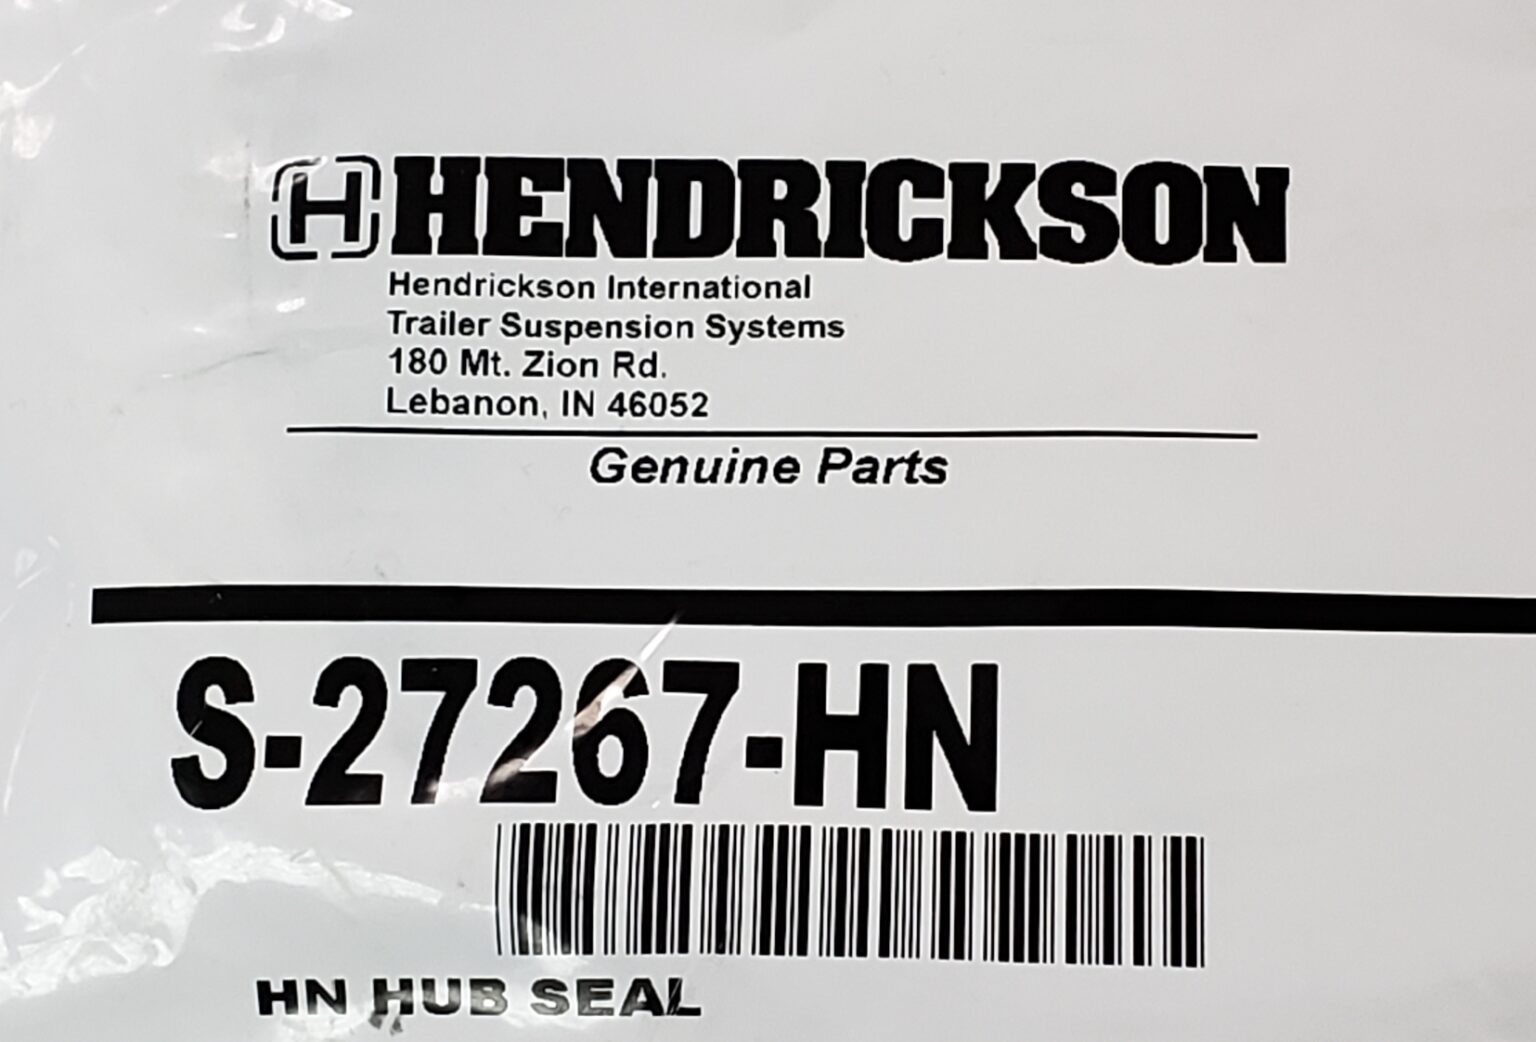 H HENDRICKSON
Hendrickson International
Trailer Suspension Systems
180 Mt. Zion Rd.
Lebanon, IN 46052
Genuine Parts
S-27267-HN
HN HUB SEAL